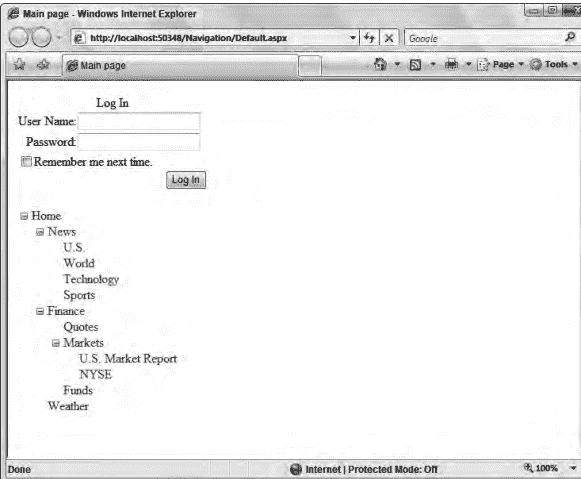 Main page - Windows Internet Explorer
http://localhost:50348/Navigation/Default.aspx
Google
Main page
Page
Tools
Log In
User Name:
Password:
Remember me next time.
Log In
Home
News
U.S.
World
Technology
Sports
Finance
Quotes
Markets
U.S. Market Report
NYSE
Funds
Weather
Done
Internet | Protected Mode: Off
100%